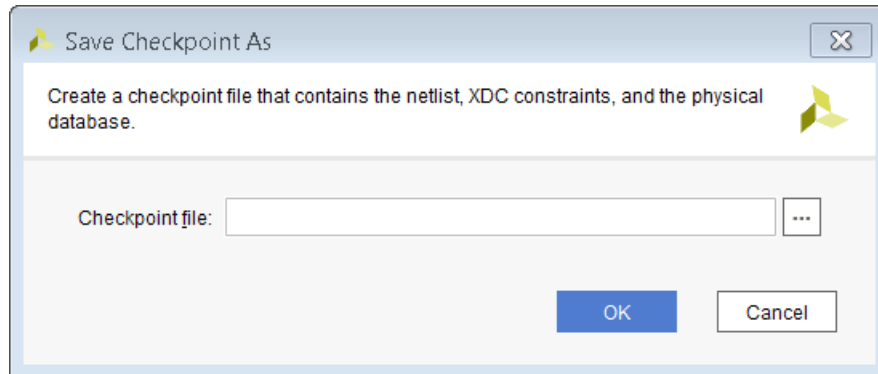 Save Checkpoint As
Create a checkpoint file that contains the netlist, XDC constraints, and the physical
database.
Checkpoint file:
...
OK Cancel